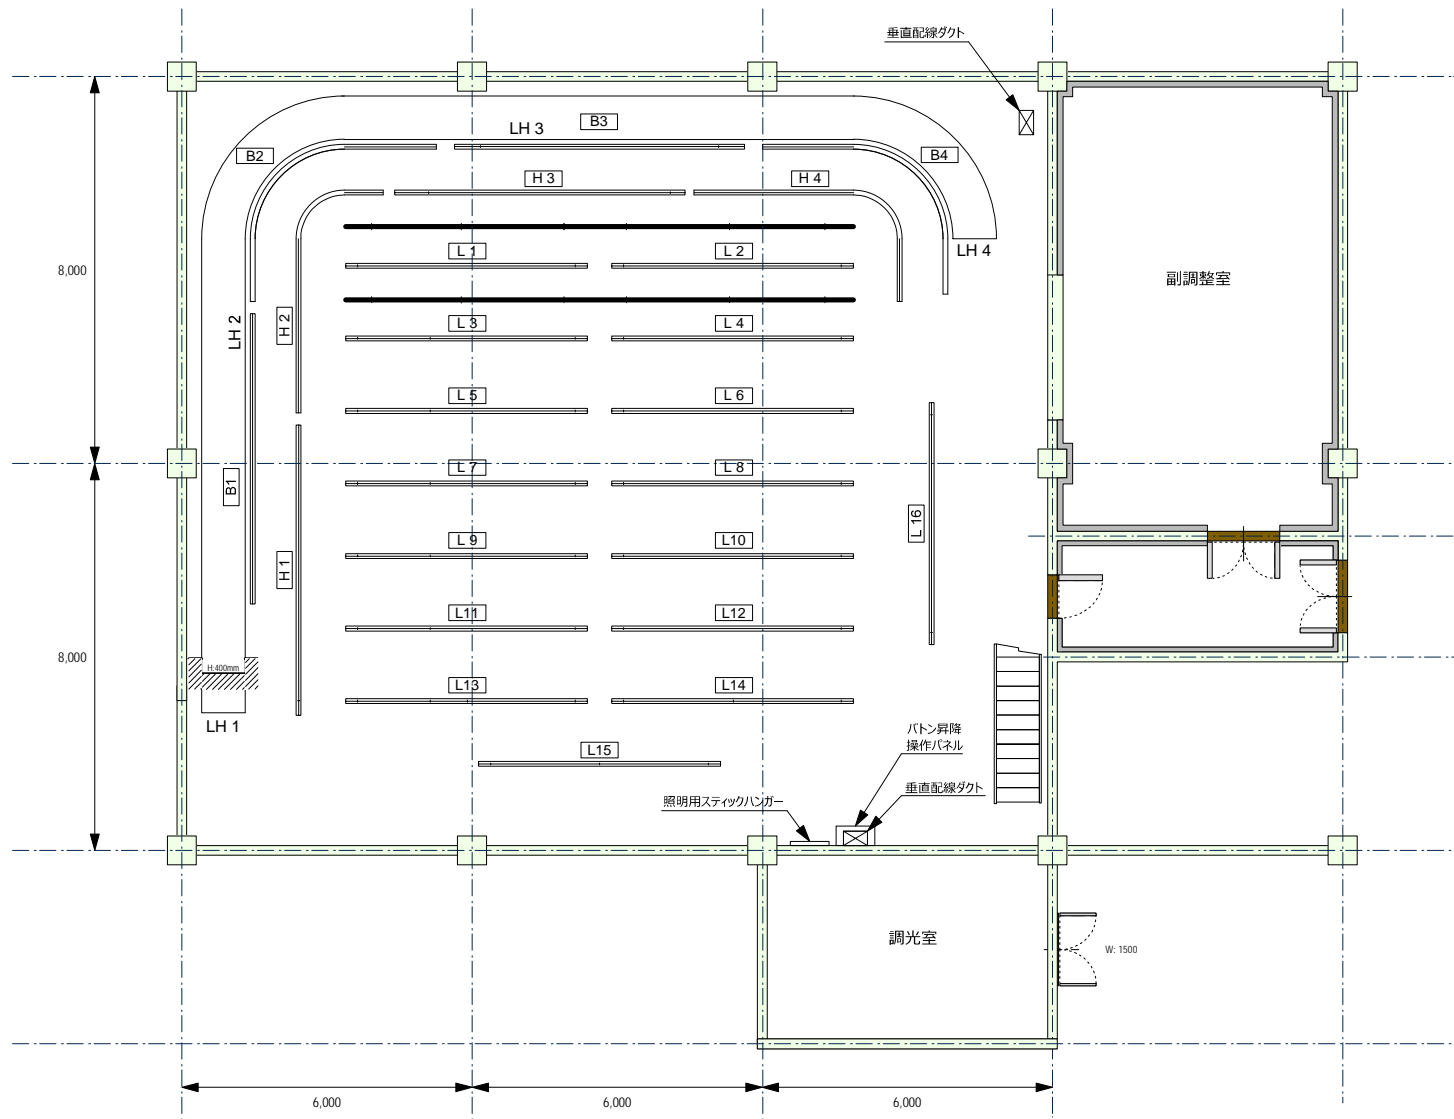 垂直配線ダクト
B3
LH 3
B2
B4
H 3
H 4
L 1
L 2
LH 4
8,000
副調整室
LH 2
H 2
L 3
L 4
L 5
L 6
L 7
L 8
B1
L 16
L 9
L10
H 1
L11
L12
8,000
H:400mm
L13
L14
LH 1
バトン昇降
操作パネル
L15
垂直配線ダクト
照明用スティックハンガー
調光室
W: 1500
6,000
6,000
6,000